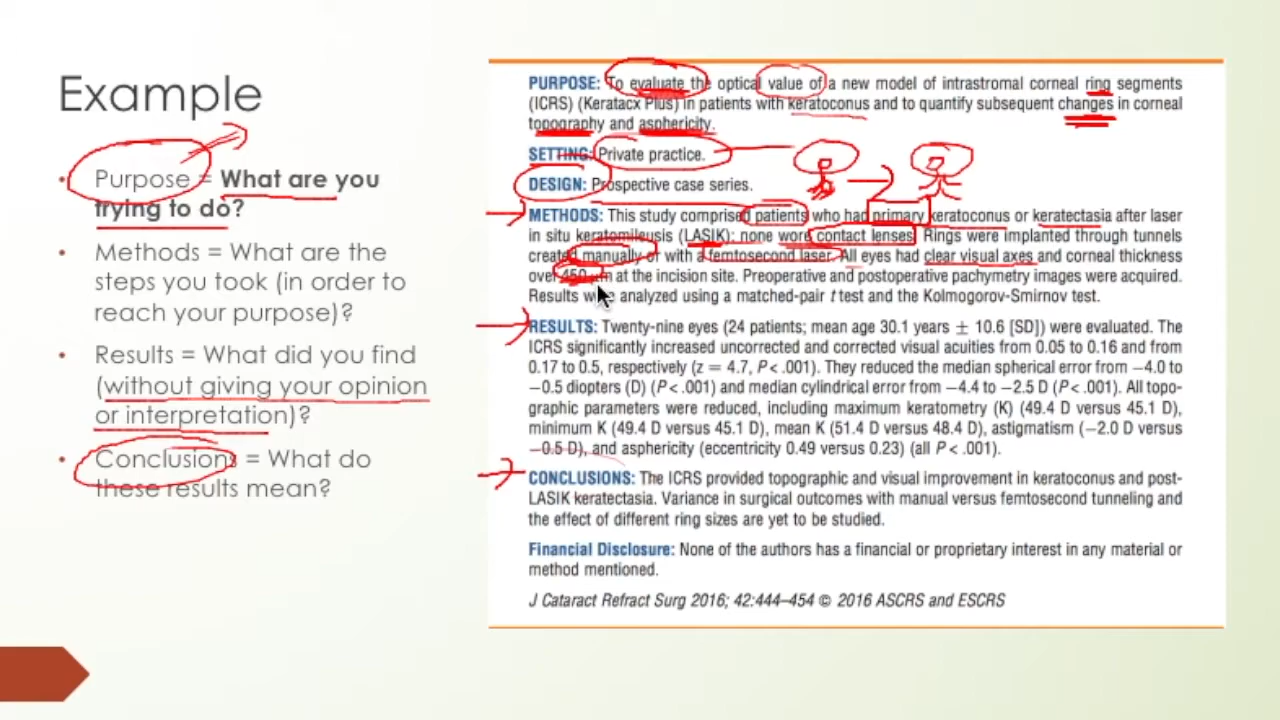 Example
• Purpose = What are you
trying to do?
• Methods = What are the
steps you took (in order to
reach your purpose)?
• Results = What did you find
(without giving your opinion
or interpretation)?
• Conclusions = What do
these results mean?
PURPOSE: To evaluate the optical value of a new model of intrastromal corneal ring segments
(ICRS) (Keratacx Plus) in patients with keratoconus and to quantify subsequent changes in corneal
topography and asphericity.
SETTING: Private practice.
DESIGN: Prospective case series.
METHODS: This study comprised patients who had primary keratoconus or keratectasia after laser
in situ keratomileusis (LASIK); none wore contact lenses. Rings were implanted through tunnels
created manually or with a femtosecond laser. All eyes had clear visual axes and corneal thickness
over 450 μm at the incision site. Preoperative and postoperative pachymetry images were acquired.
Results were analyzed using a matched-pair t test and the Kolmogorov-Smirnov test.
RESULTS: Twenty-nine eyes (24 patients; mean age 30.1 years ± 10.6 [SD]) were evaluated. The
ICRS significantly increased uncorrected and corrected visual acuities from 0.05 to 0.16 and from
0.17 to 0.5, respectively (z = 4.7, P < .001). They reduced the median spherical error from −4.0 to
−0.5 diopters (D) (P < .001) and median cylindrical error from −4.4 to −2.5 D (P < .001). All topo-
graphic parameters were reduced, including maximum keratometry (K) (49.4 D versus 45.1 D),
minimum K (49.4 D versus 45.1 D), mean K (51.4 D versus 48.4 D), astigmatism (−2.0 D versus
−0.5 D), and asphericity (eccentricity 0.49 versus 0.23) (all P < .001).
CONCLUSIONS: The ICRS provided topographic and visual improvement in keratoconus and post-
LASIK keratectasia. Variance in surgical outcomes with manual versus femtosecond tunneling and
the effect of different ring sizes are yet to be studied.
Financial Disclosure: None of the authors has a financial or proprietary interest in any material or
method mentioned.
J Cataract Refract Surg 2016; 42:444–454 © 2016 ASCRS and ESCRS